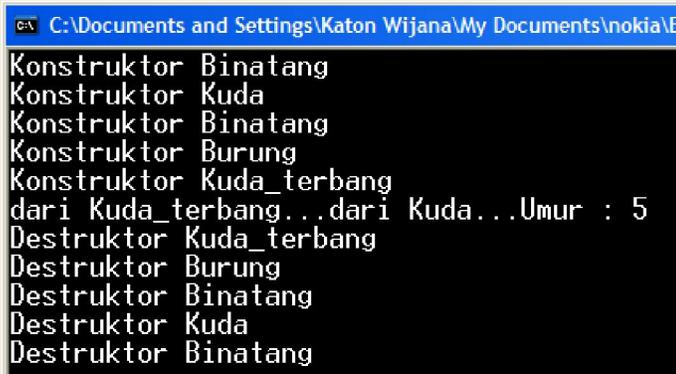 C:\Documents and Settings\Katon Wijana\My Documents\nokia\
Konstruktor Binatang
Konstruktor Kuda
Konstruktor Binatang
Konstruktor Burung
Konstruktor Kuda_terbang
dari Kuda_terbang...dari Kuda...Umur : 5
Destruktor Kuda_terbang
Destruktor Burung
Destruktor Binatang
Destruktor Kuda
Destruktor Binatang